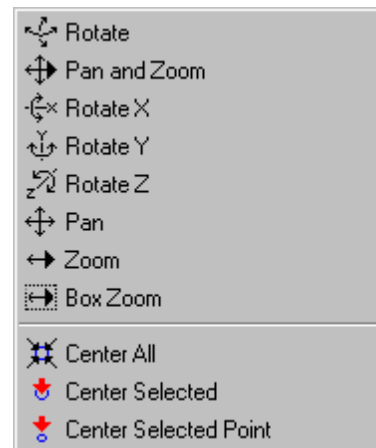 Rotate
Pan and Zoom
Rotate X
Rotate Y
Rotate Z
Pan
Zoom
Box Zoom
Center All
Center Selected
Center Selected Point